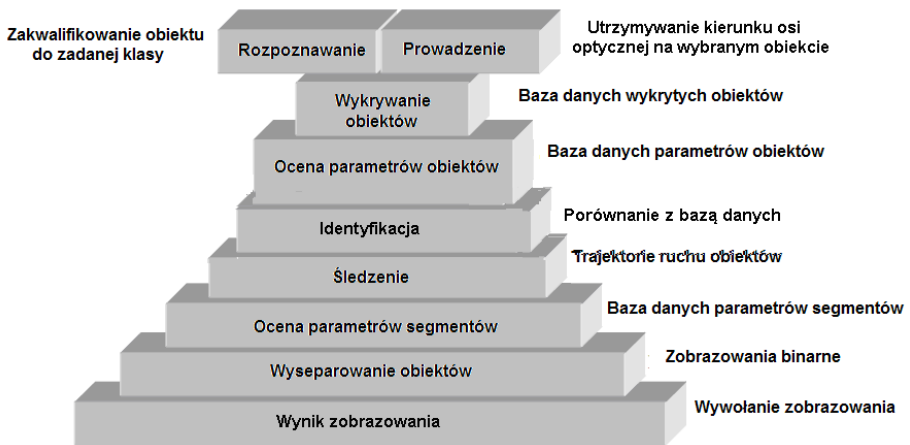 Zakwalifikowanie obiektu
do zadanej klasy
Rozpoznawanie
Prowadzenie
Utrzymywanie kierunku osi
optycznej na wybranym obiekcie
Wykrywanie
obiektów
Baza danych wykrytych obiektów
Ocena parametrów obiektów
Baza danych parametrów obiektów
Identyfikacja
Porównanie z bazą danych
Śledzenie
Trajektorie ruchu obiektów
Ocena parametrów segmentów
Baza danych parametrów segmentów
Wyseparowanie obiektów
Zobrazowania binarne
Wynik zobrazowania
Wywołanie zobrazowania